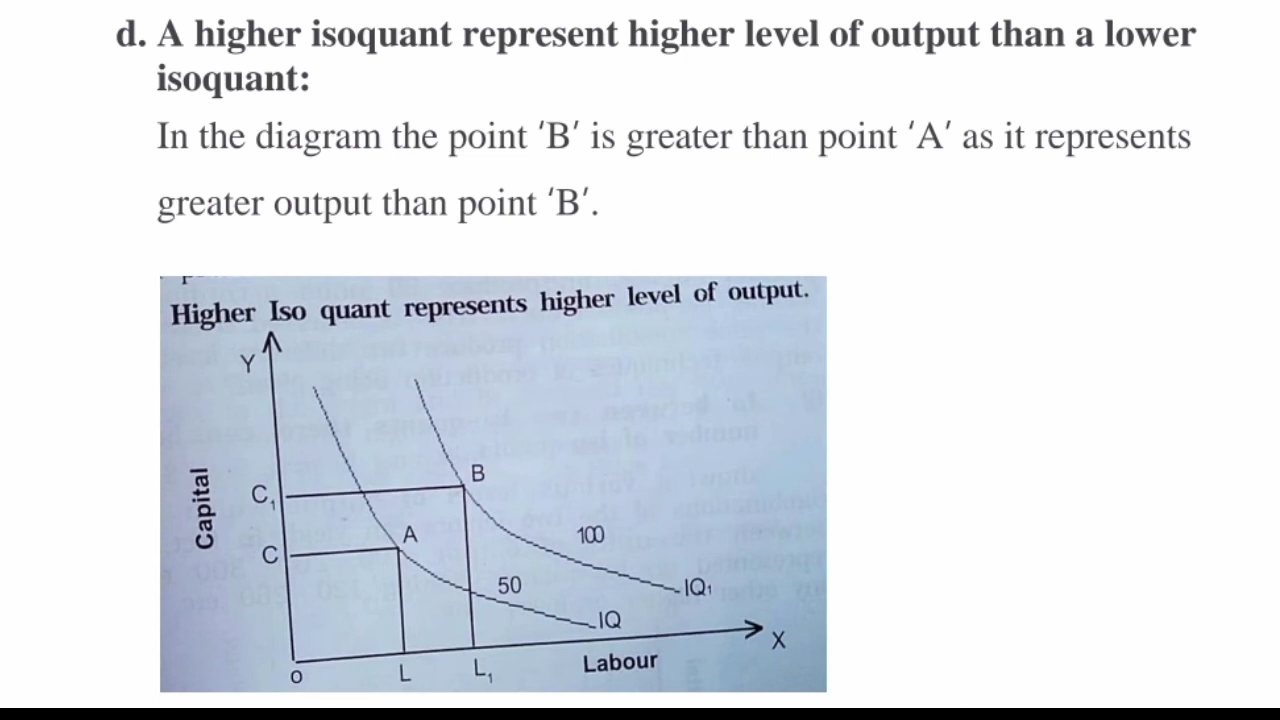 d. A higher isoquant represent higher level of output than a lower
isoquant:
In the diagram the point ′B′ is greater than point ′A′ as it represents
greater output than point ′B′.
Higher Iso quant represents higher level of output.
Y
Capital
C₁
C
B
A
100
50
IQ₁
IQ
X
O
L
L₁
Labour